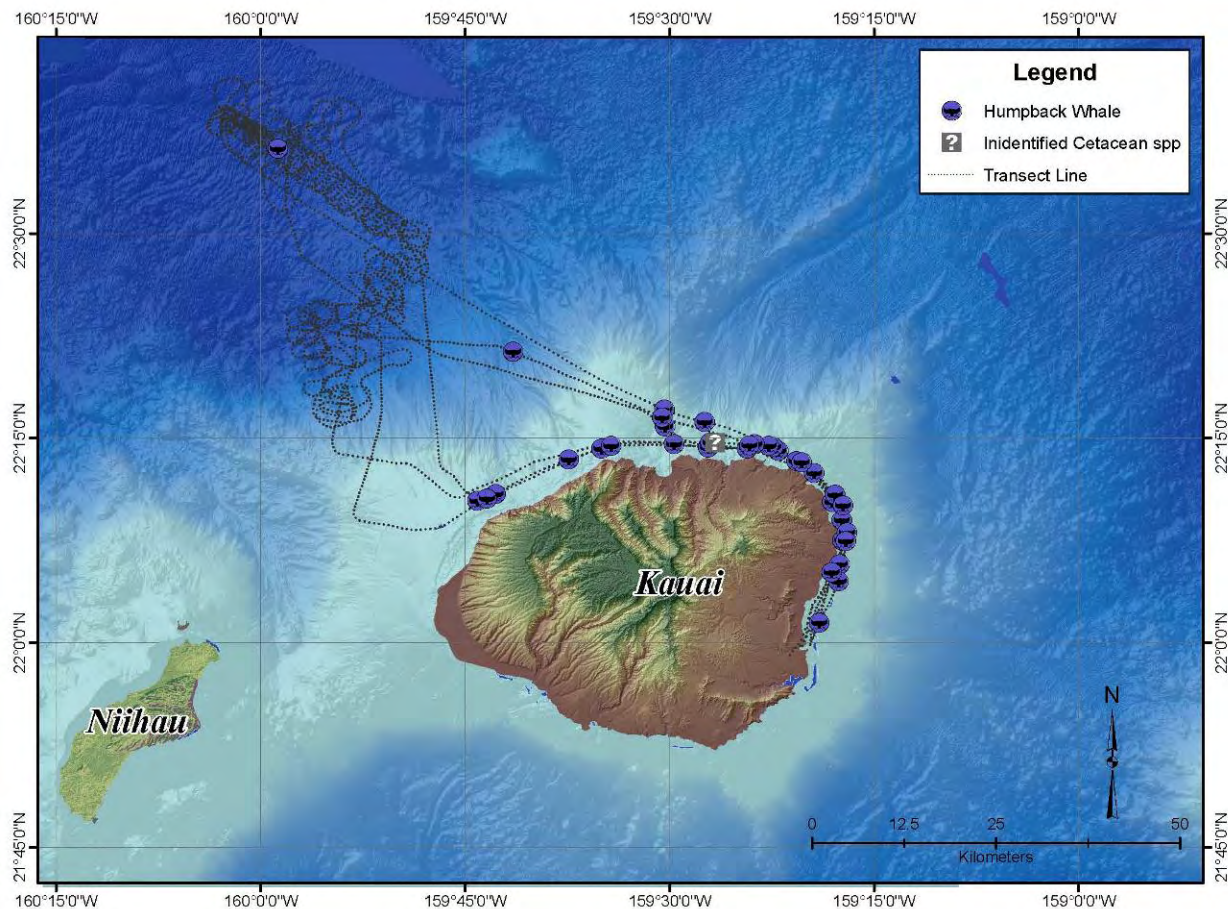 160°15'0"W 160°0'0"W 159°45'0"W 159°30'0"W 159°15'0"W 159°0'0"W
Legend
Humpback Whale
? Inidentified Cetacean spp
Transect Line
22°30'0"N 22°30'0"N
22°15'0"N 22°15'0"N
?
Kauai
22°0'0"N 22°0'0"N
Niihau
N
0 12.5 25 50
Kilometers
21°45'0"N 21°45'0"N
160°15'0"W 160°0'0"W 159°45'0"W 159°30'0"W 159°15'0"W 159°0'0"W